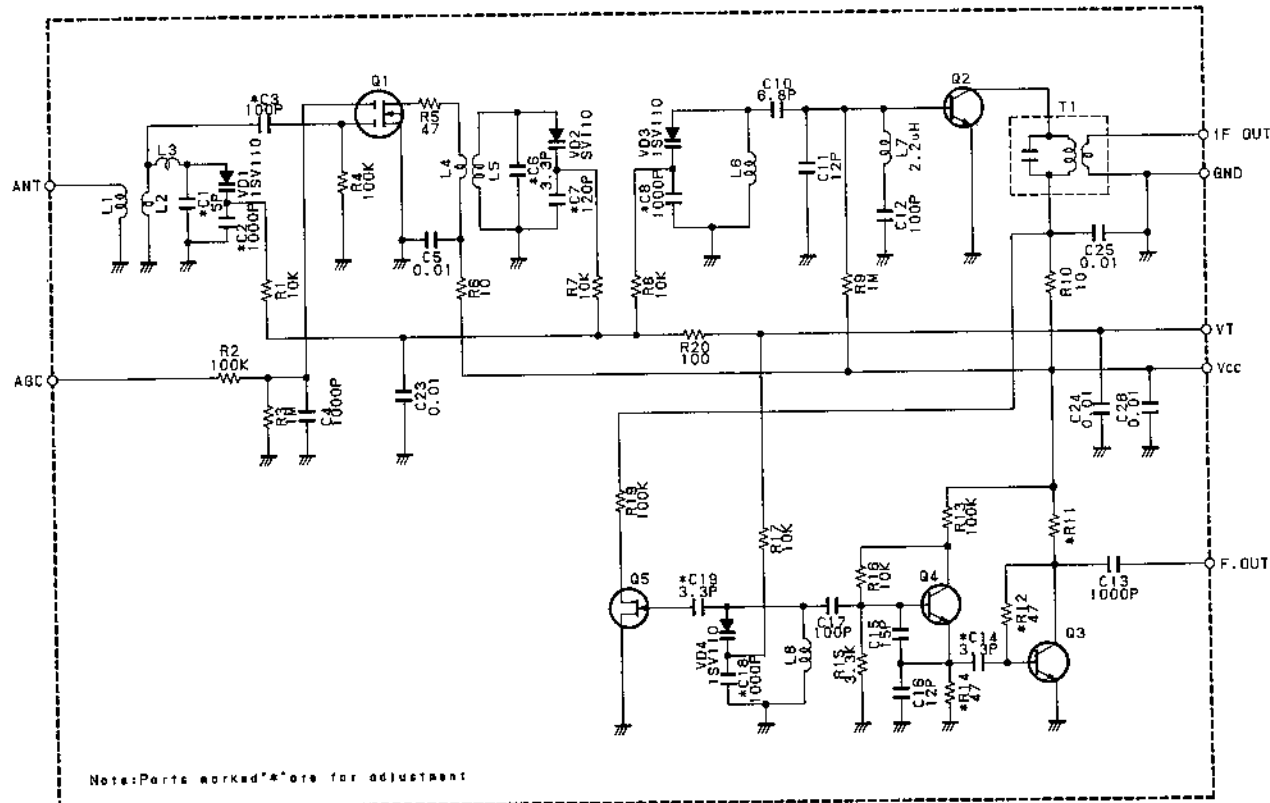 ANT
L1
L2
L3
*C1
5P
VD1
1SV110
*C2
1000P
*C3
100P
Q1
R4
100K
R5
47
L4
L5
C5
0.01
*C6
3.3P
VD2
SV110
*C7
120P
R1
10K
R6
10
R7
10K
R8
10K
VD3
1SV110
*C8
1000P
L6
C10
6.8P
C11
12P
L7
2.2uH
C12
100P
Q2
T1
IF OUT
GND
C25
0.01
R10
10
R9
1M
VT
R20
100
AGC
R2
100K
R3
1M
C4
1000P
C23
0.01
Vcc
C24
0.01
C28
0.01
R19
100K
R17
10K
R13
100K
*R11
Q5
*C19
3.3P
VD4
1SV110
*C18
1000P
L8
C17
100P
R16
10K
R15
3.3K
Q4
C15
15P
C16
12P
*R14
47
*C14
3.3P
*R12
47
Q3
C13
1000P
F.OUT
Note:Parts marked"*"are for adjustment